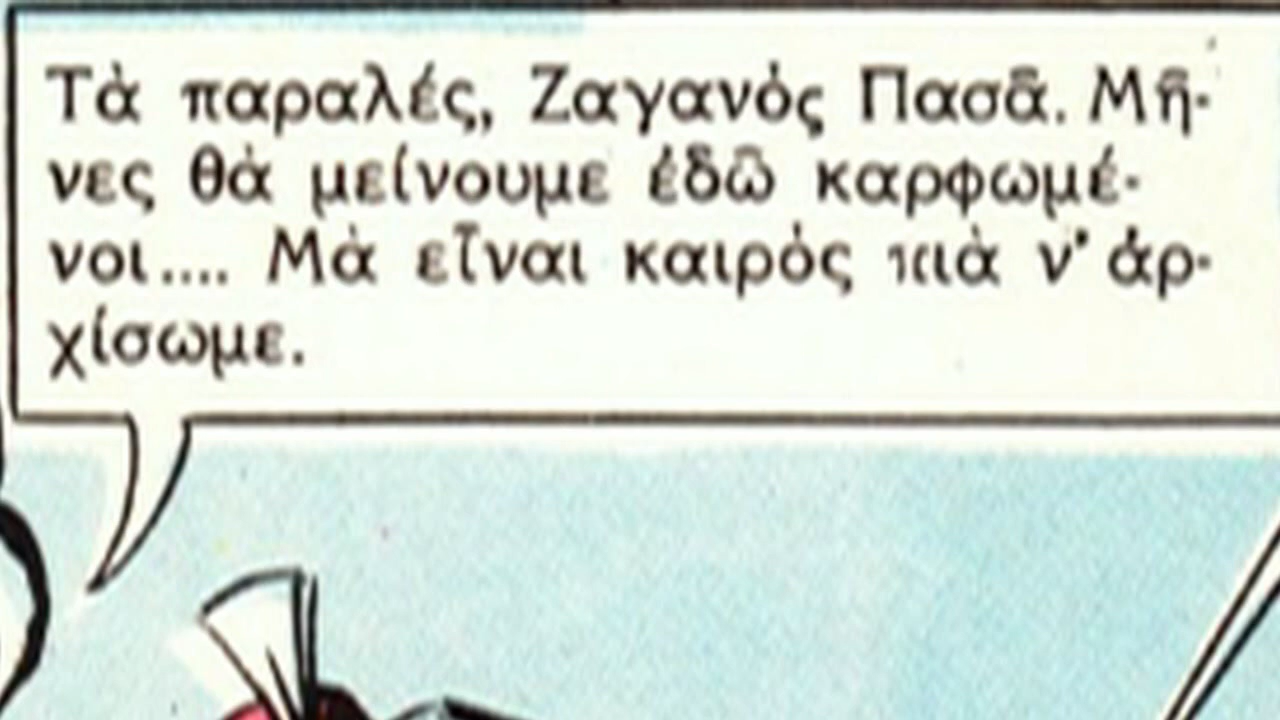 Τὰ παραλές, Ζαγανὸς Πασᾶ. Μῆ-
νες θὰ μείνουμε ἐδῶ καρφωμέ-
νοι.... Μὰ εἶναι καιρὸς πιὰ ν' ἀρ-
χίσωμε.